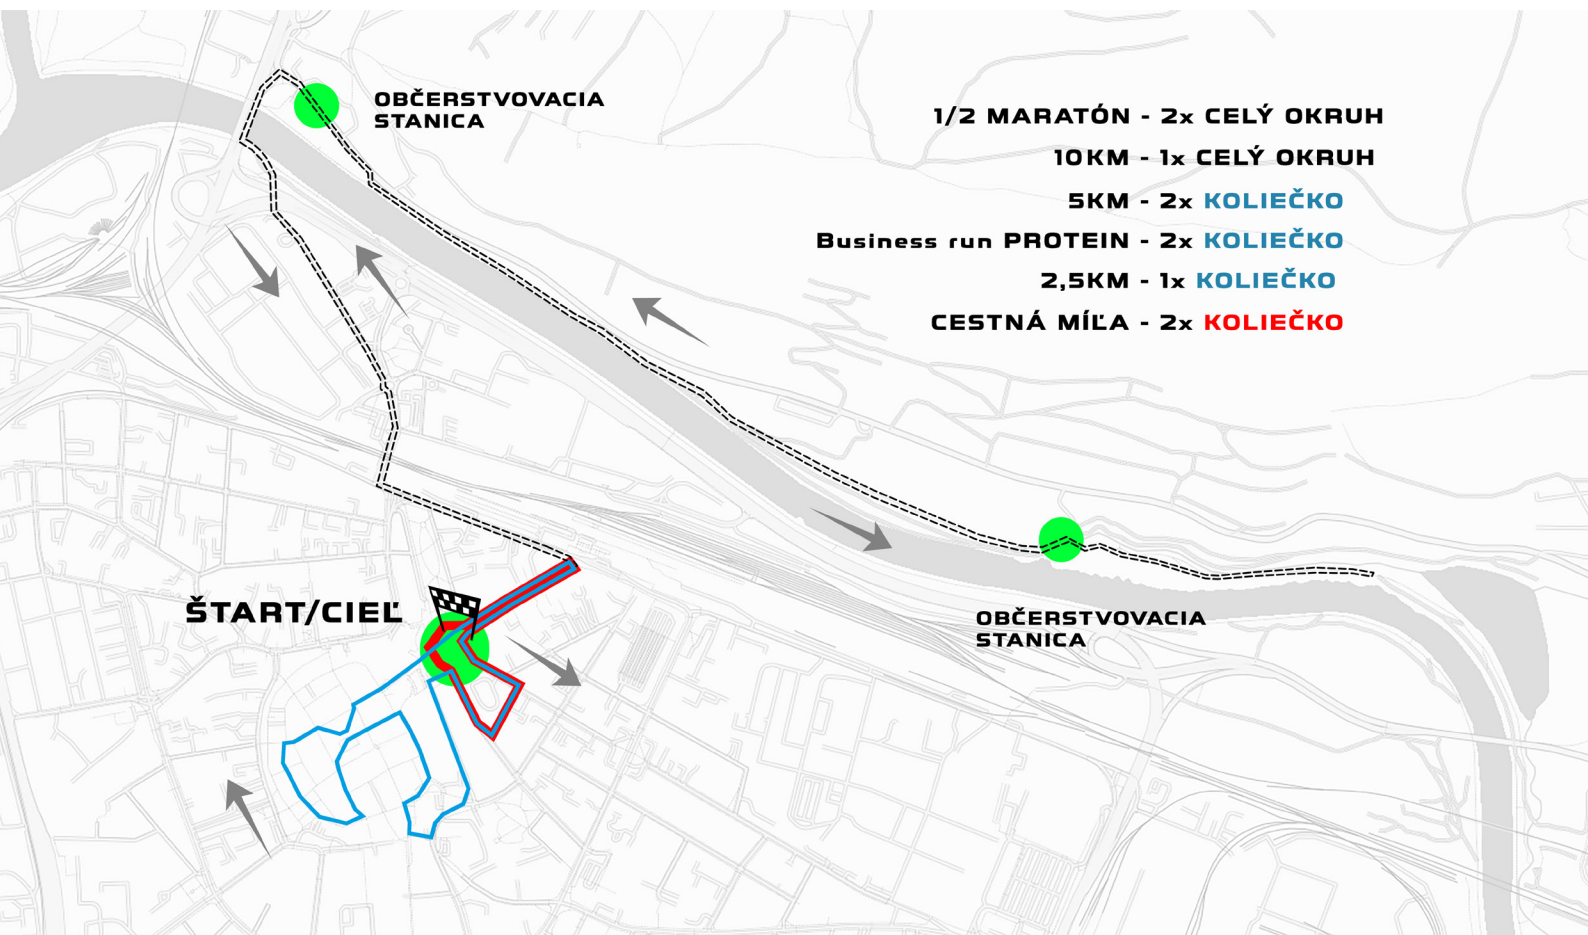 OBČERSTVOVACIA
STANICA
1/2 MARATÓN - 2x CELÝ OKRUH
10KM - 1x CELÝ OKRUH
5KM - 2x KOLIEČKO
Business run PROTEIN - 2x KOLIEČKO
2,5KM - 1x KOLIEČKO
CESTNÁ MÍĽA - 2x KOLIEČKO
ŠTART/CIEĽ
OBČERSTVOVACIA
STANICA